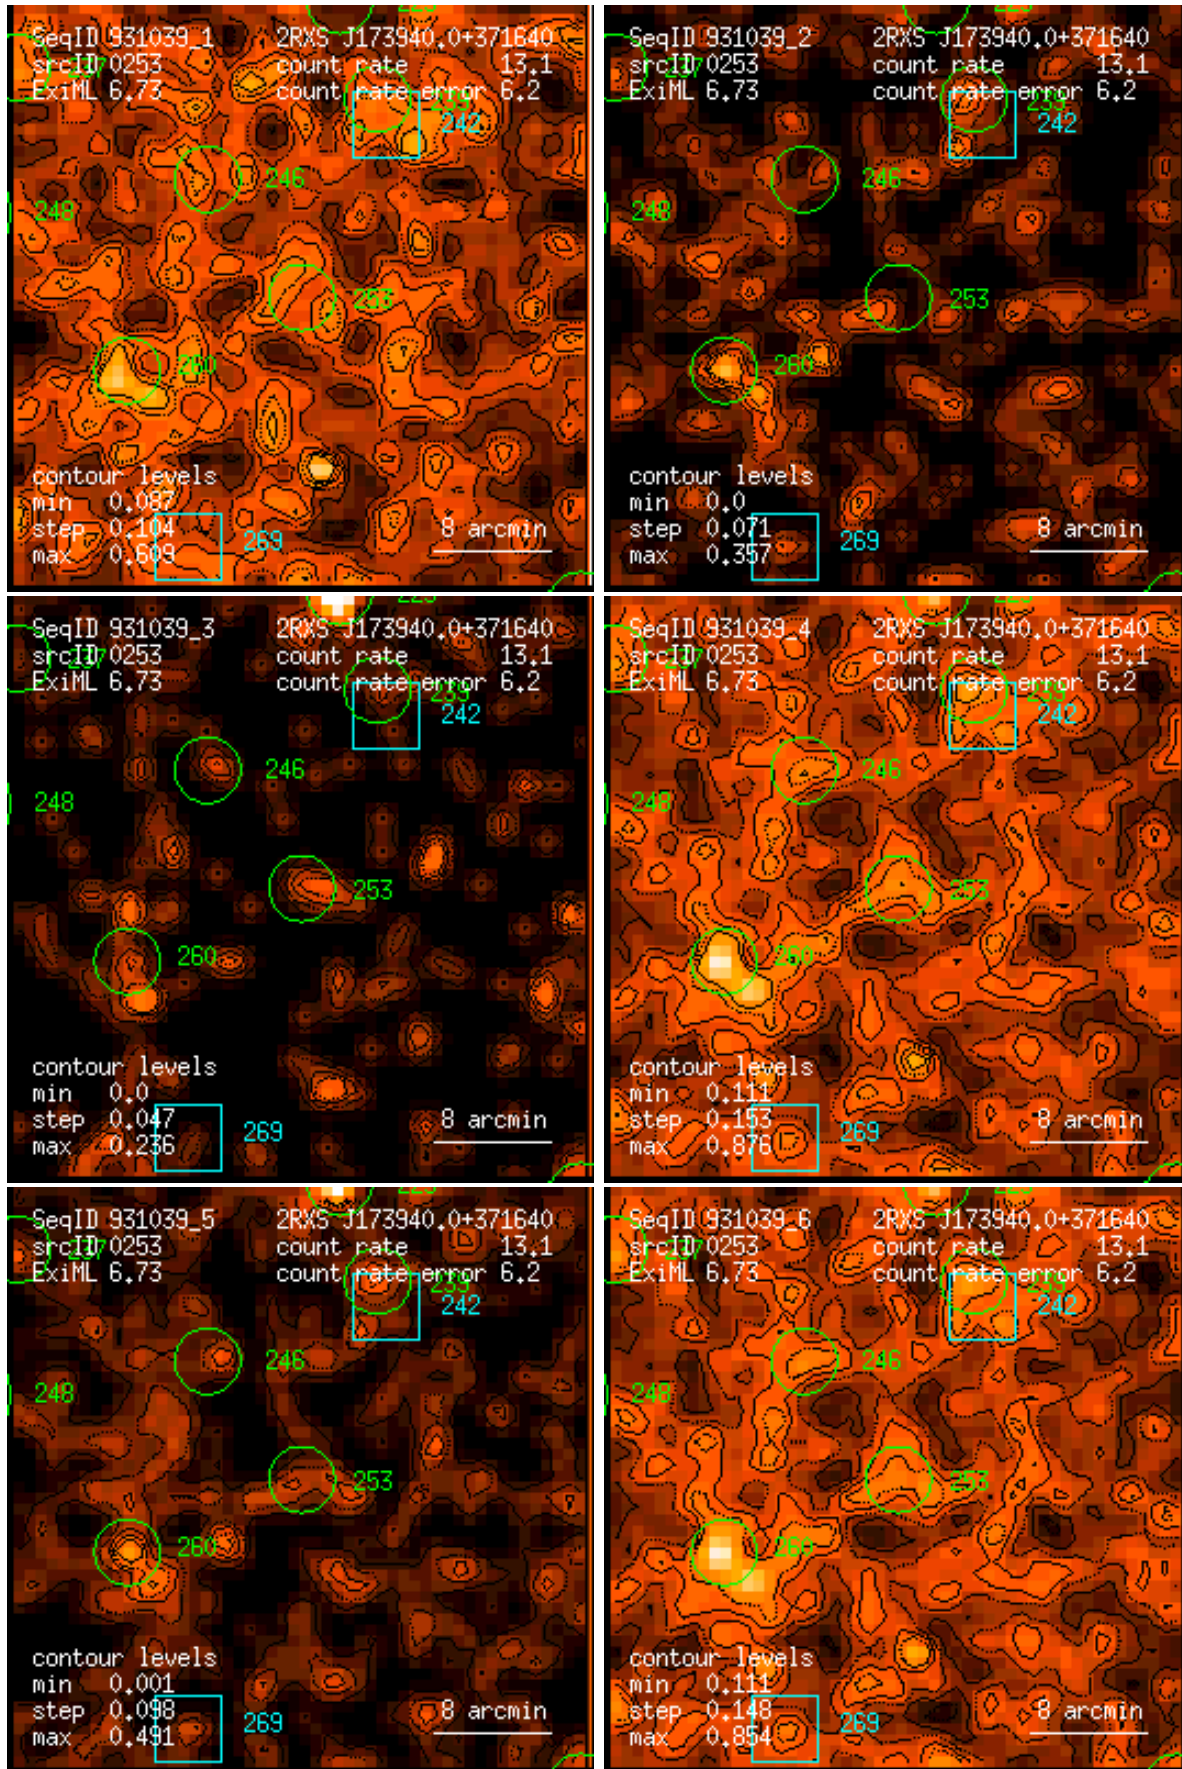 SeqID 931039_1 2RXS J173940.0+371640
srcID 0253 count rate 13.1
ExiML 6.73 count rate error 6.2
242
246
248
253
260
contour levels
min 0.087
step 0.104 8 arcmin
max 0.609 269
SeqID 931039_2 2RXS J173940.0+371640
srcID 0253 count rate 13.1
ExiML 6.73 count rate error 6.2
242
246
248
253
260
contour levels
min 0.0
step 0.071 8 arcmin
max 0.357 269
SeqID 931039_3 2RXS J173940.0+371640
srcID 0253 count rate 13.1
ExiML 6.73 count rate error 6.2
242
246
248
253
260
contour levels
min 0.0
step 0.047 8 arcmin
max 0.236 269
SeqID 931039_4 2RXS J173940.0+371640
srcID 0253 count rate 13.1
ExiML 6.73 count rate error 6.2
242
246
248
253
260
contour levels
min 0.111
step 0.153 8 arcmin
max 0.876 269
SeqID 931039_5 2RXS J173940.0+371640
srcID 0253 count rate 13.1
ExiML 6.73 count rate error 6.2
242
246
248
253
260
contour levels
min 0.001
step 0.098 8 arcmin
max 0.491 269
SeqID 931039_6 2RXS J173940.0+371640
srcID 0253 count rate 13.1
ExiML 6.73 count rate error 6.2
242
246
248
253
260
contour levels
min 0.111
step 0.148 8 arcmin
max 0.854 269